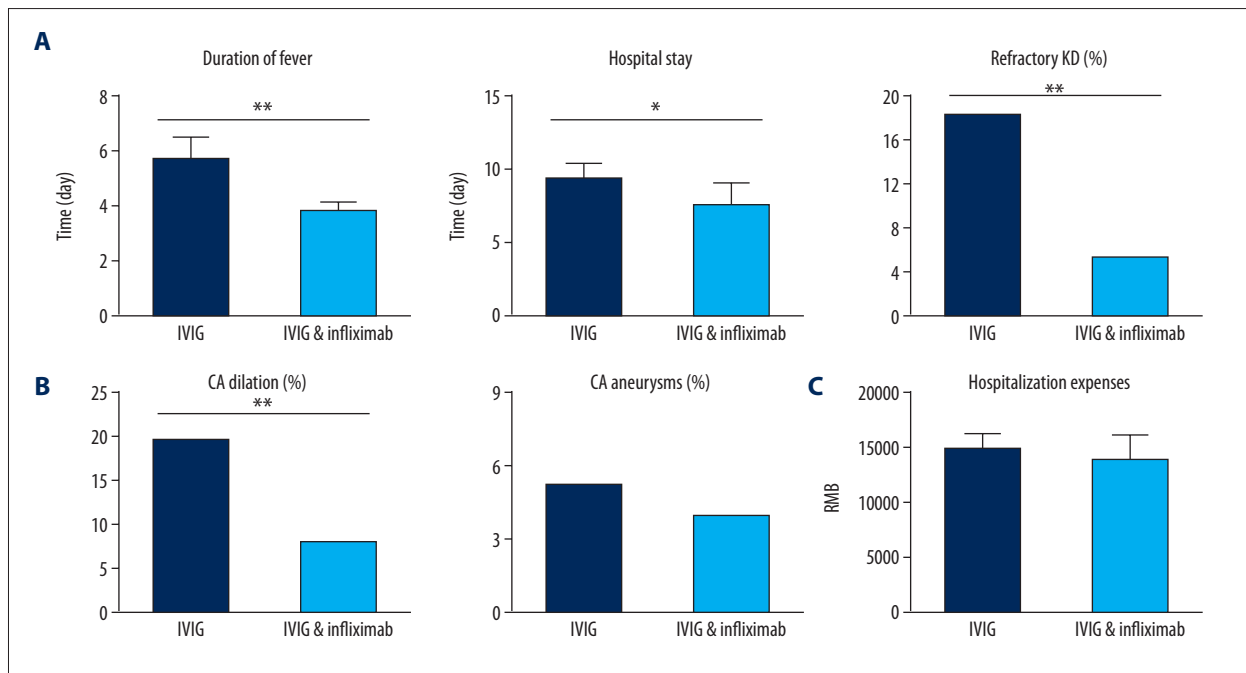 A
Duration of fever
**
Time (day)
8
6
4
2
0
IVIG
IVIG & infliximab
Hospital stay
*
Time (day)
15
10
5
0
IVIG
IVIG & infliximab
Refractory KD (%)
**
20
16
12
8
4
0
IVIG
IVIG & infliximab
B
CA dilation (%)
**
25
20
15
10
5
0
IVIG
IVIG & infliximab
CA aneurysms (%)
9
6
3
0
IVIG
IVIG & infliximab
C
Hospitalization expenses
RMB
20000
15000
10000
5000
0
IVIG
IVIG & infliximab